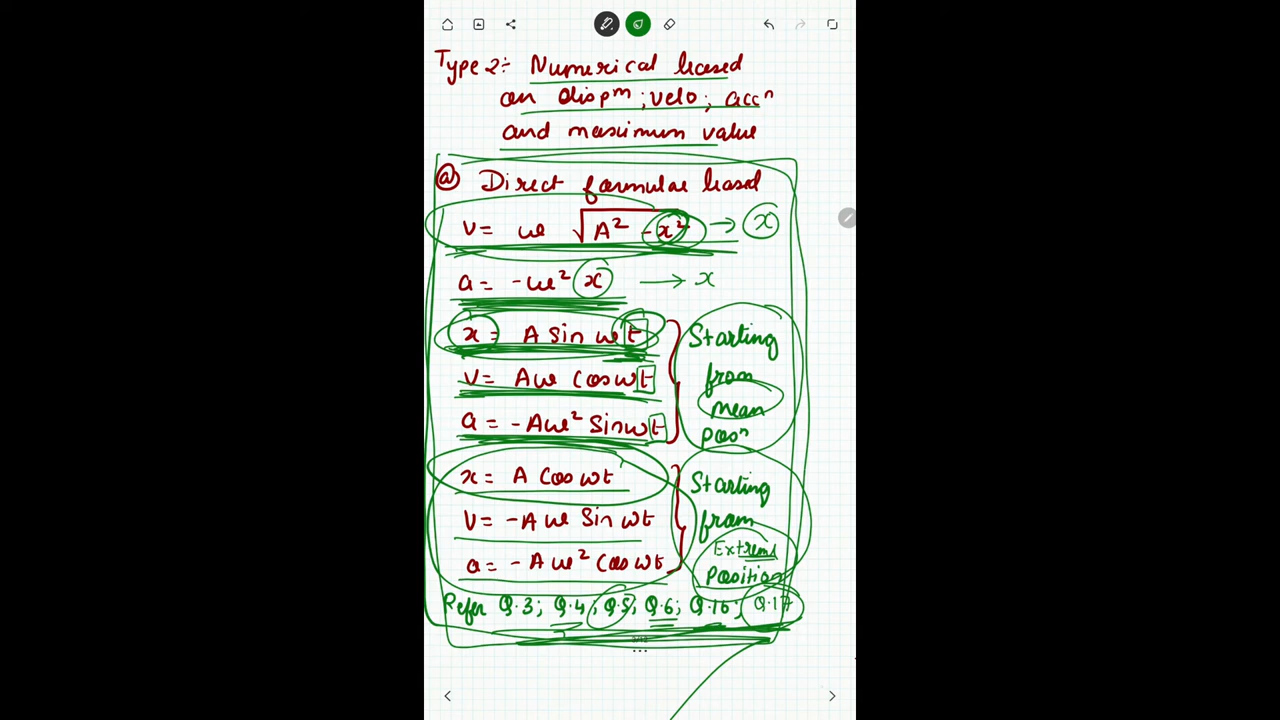 Type 2:- Numerical based
on dispᵐ ; velo ; accⁿ
and maximum value
ⓐ Direct formulae based
v = ω √A² - x² → x
a = -ω² x → x
x = A sin ωt
v = Aω Cos ωt
a = -Aω² Sin ωt
Starting
from
mean
posⁿ
x = A Cos ωt
v = -Aω Sin ωt
a = -Aω² Cos ωt
Starting
from
Extreme
Position
Refer Q.3; Q.4; Q.5; Q.6; Q.16; Q.17